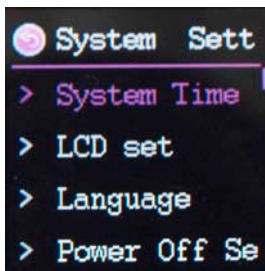 System Sett
> System Time
> LCD set
> Language
> Power Off Se